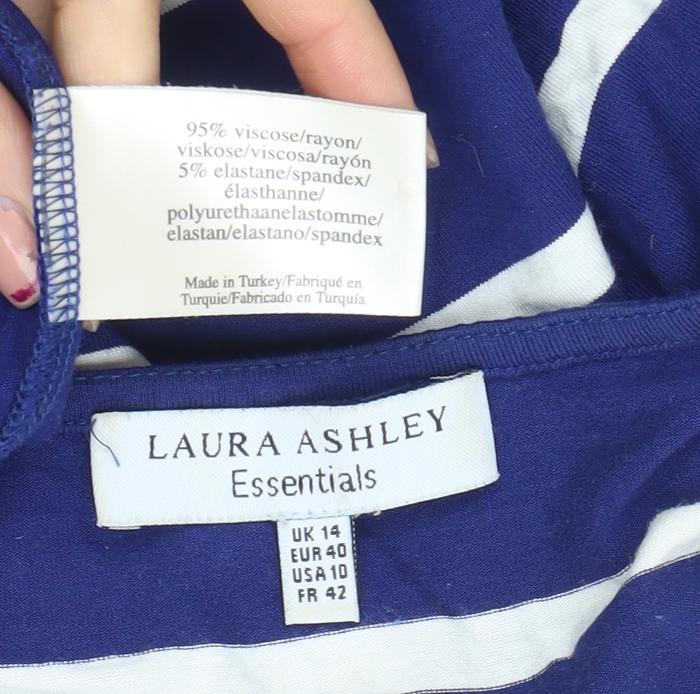 95% viscose/rayon/
viskose/viscosa/rayón
5% elastane/spandex/
élasthanne/
polyurethaanelastomme/
elastan/elastano/spandex
Made in Turkey/Fabriqué en
Turquie/Fabricado en Turquía
LAURA ASHLEY
Essentials
UK 14
EUR 40
USA 10
FR 42